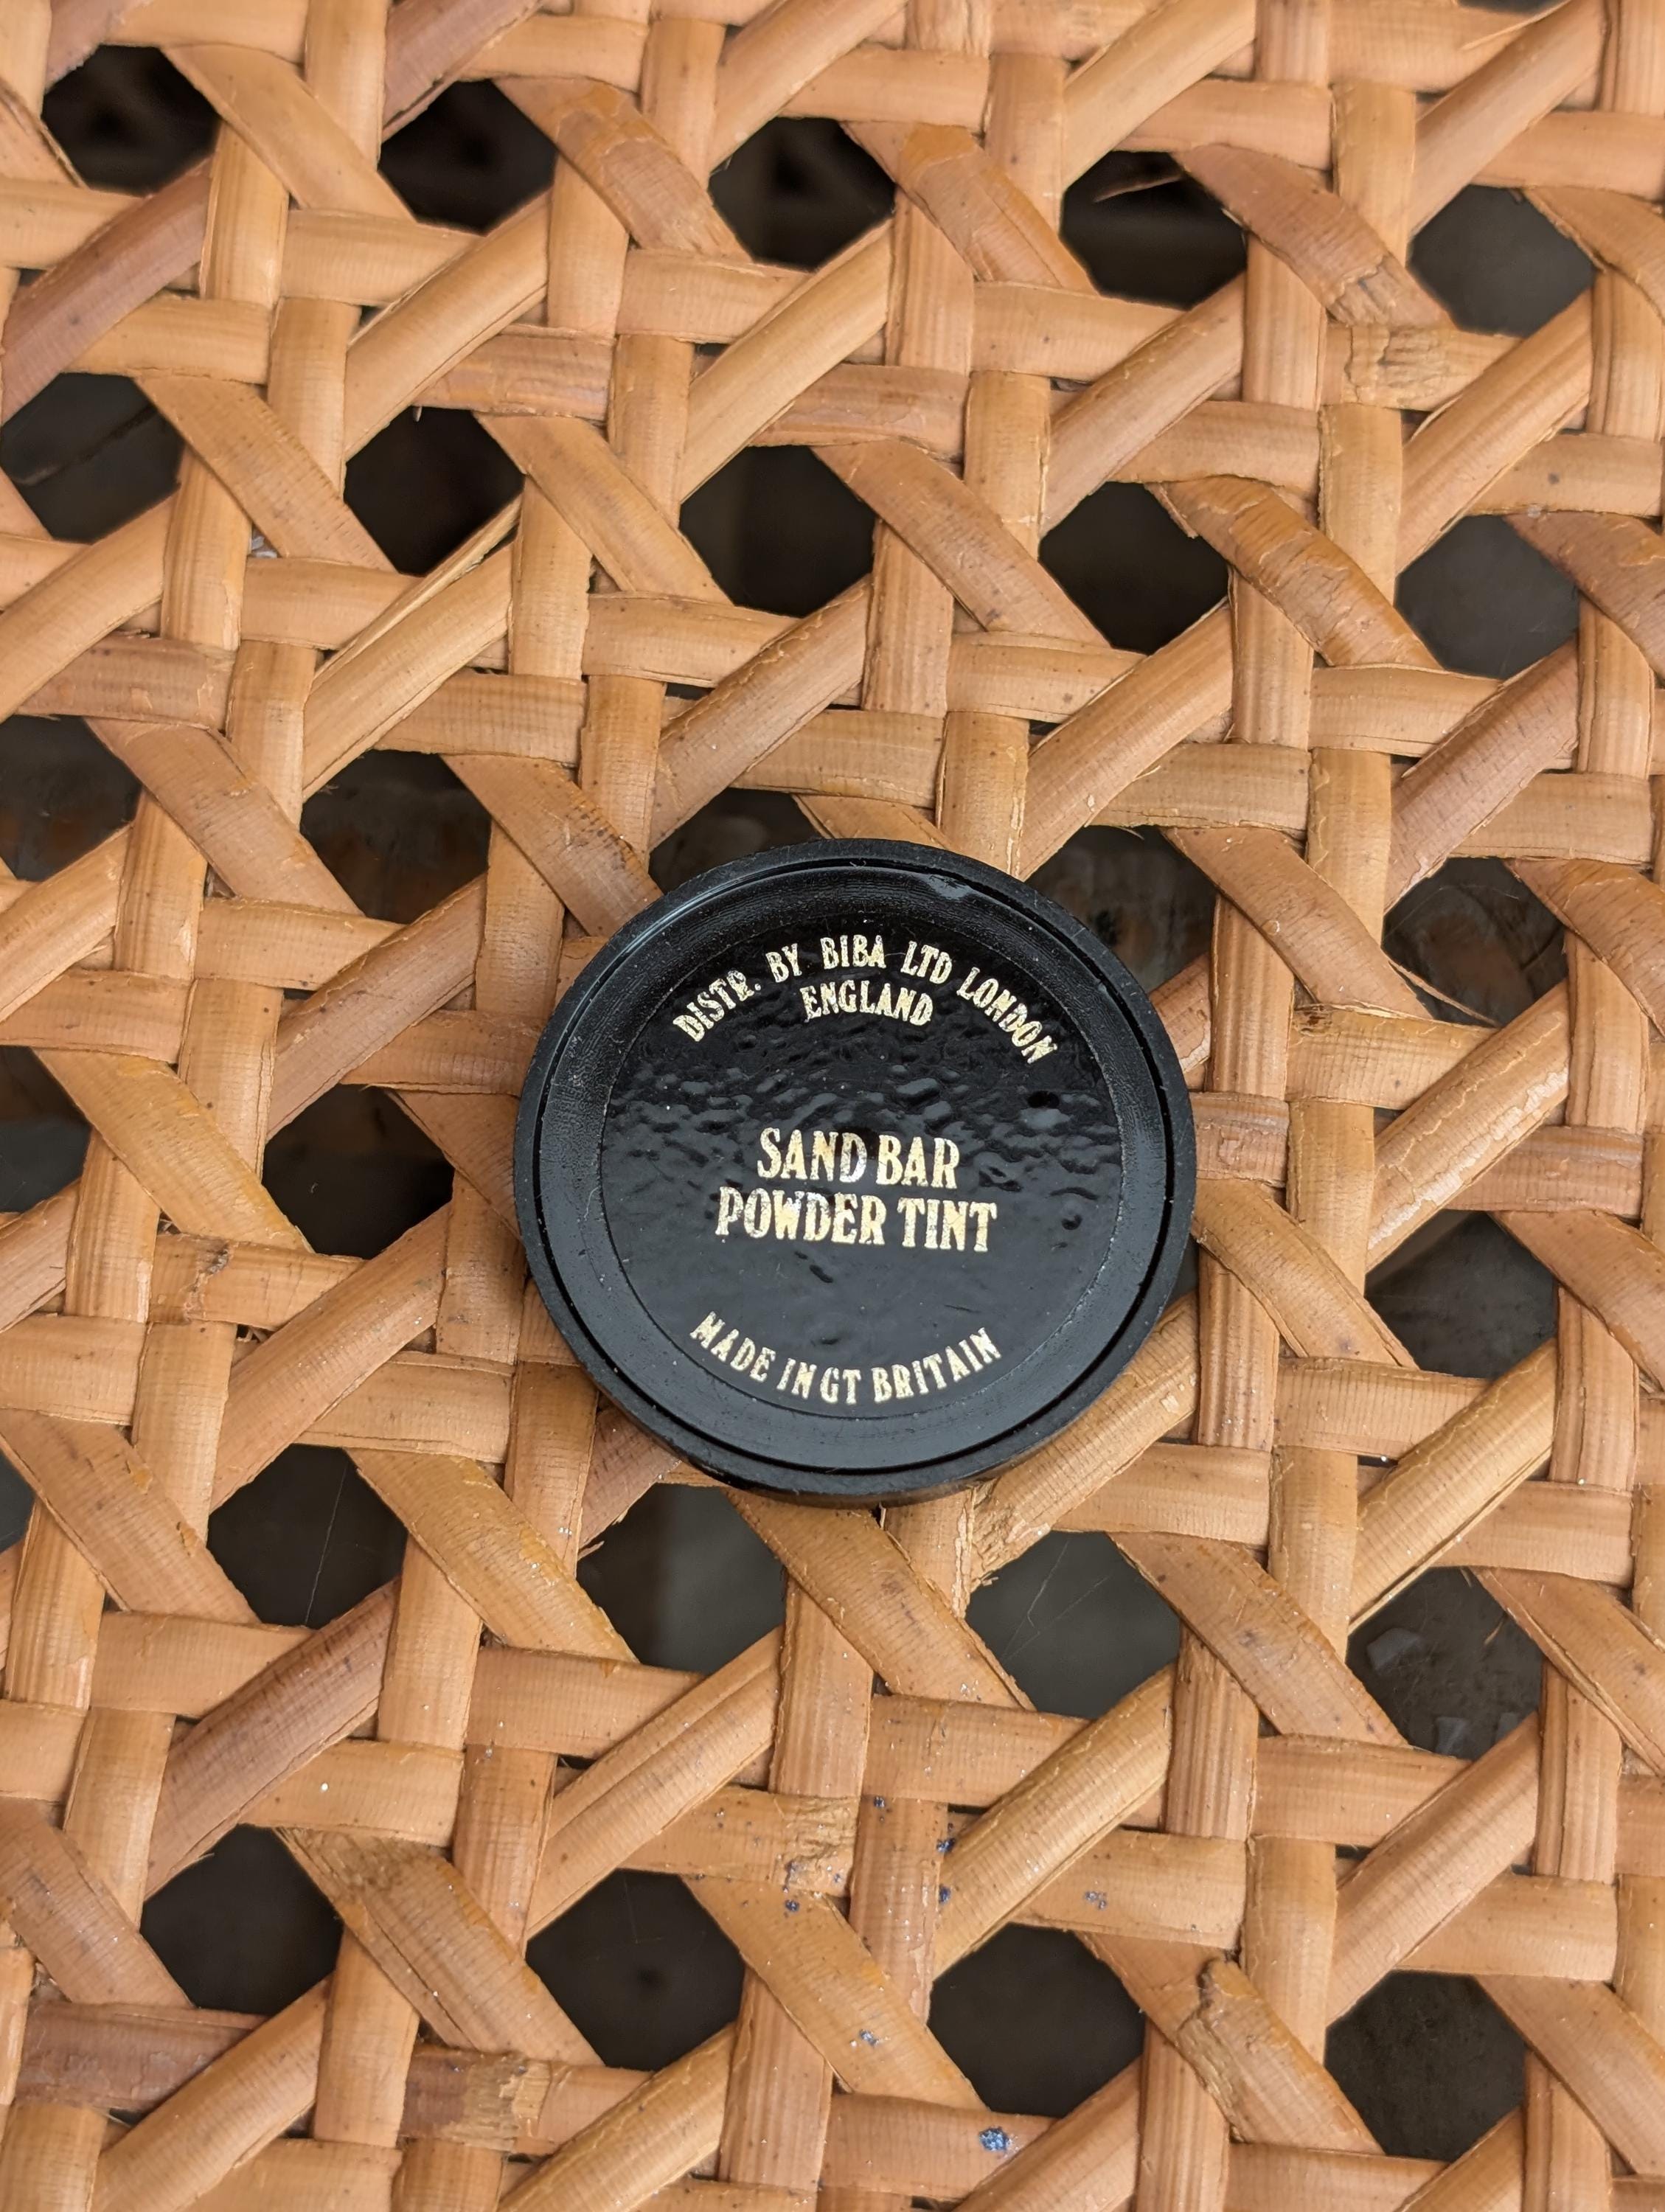 DISTR. BY BIBA LTD LONDON
ENGLAND
SAND BAR
POWDER TINT
MADE IN GT BRITAIN